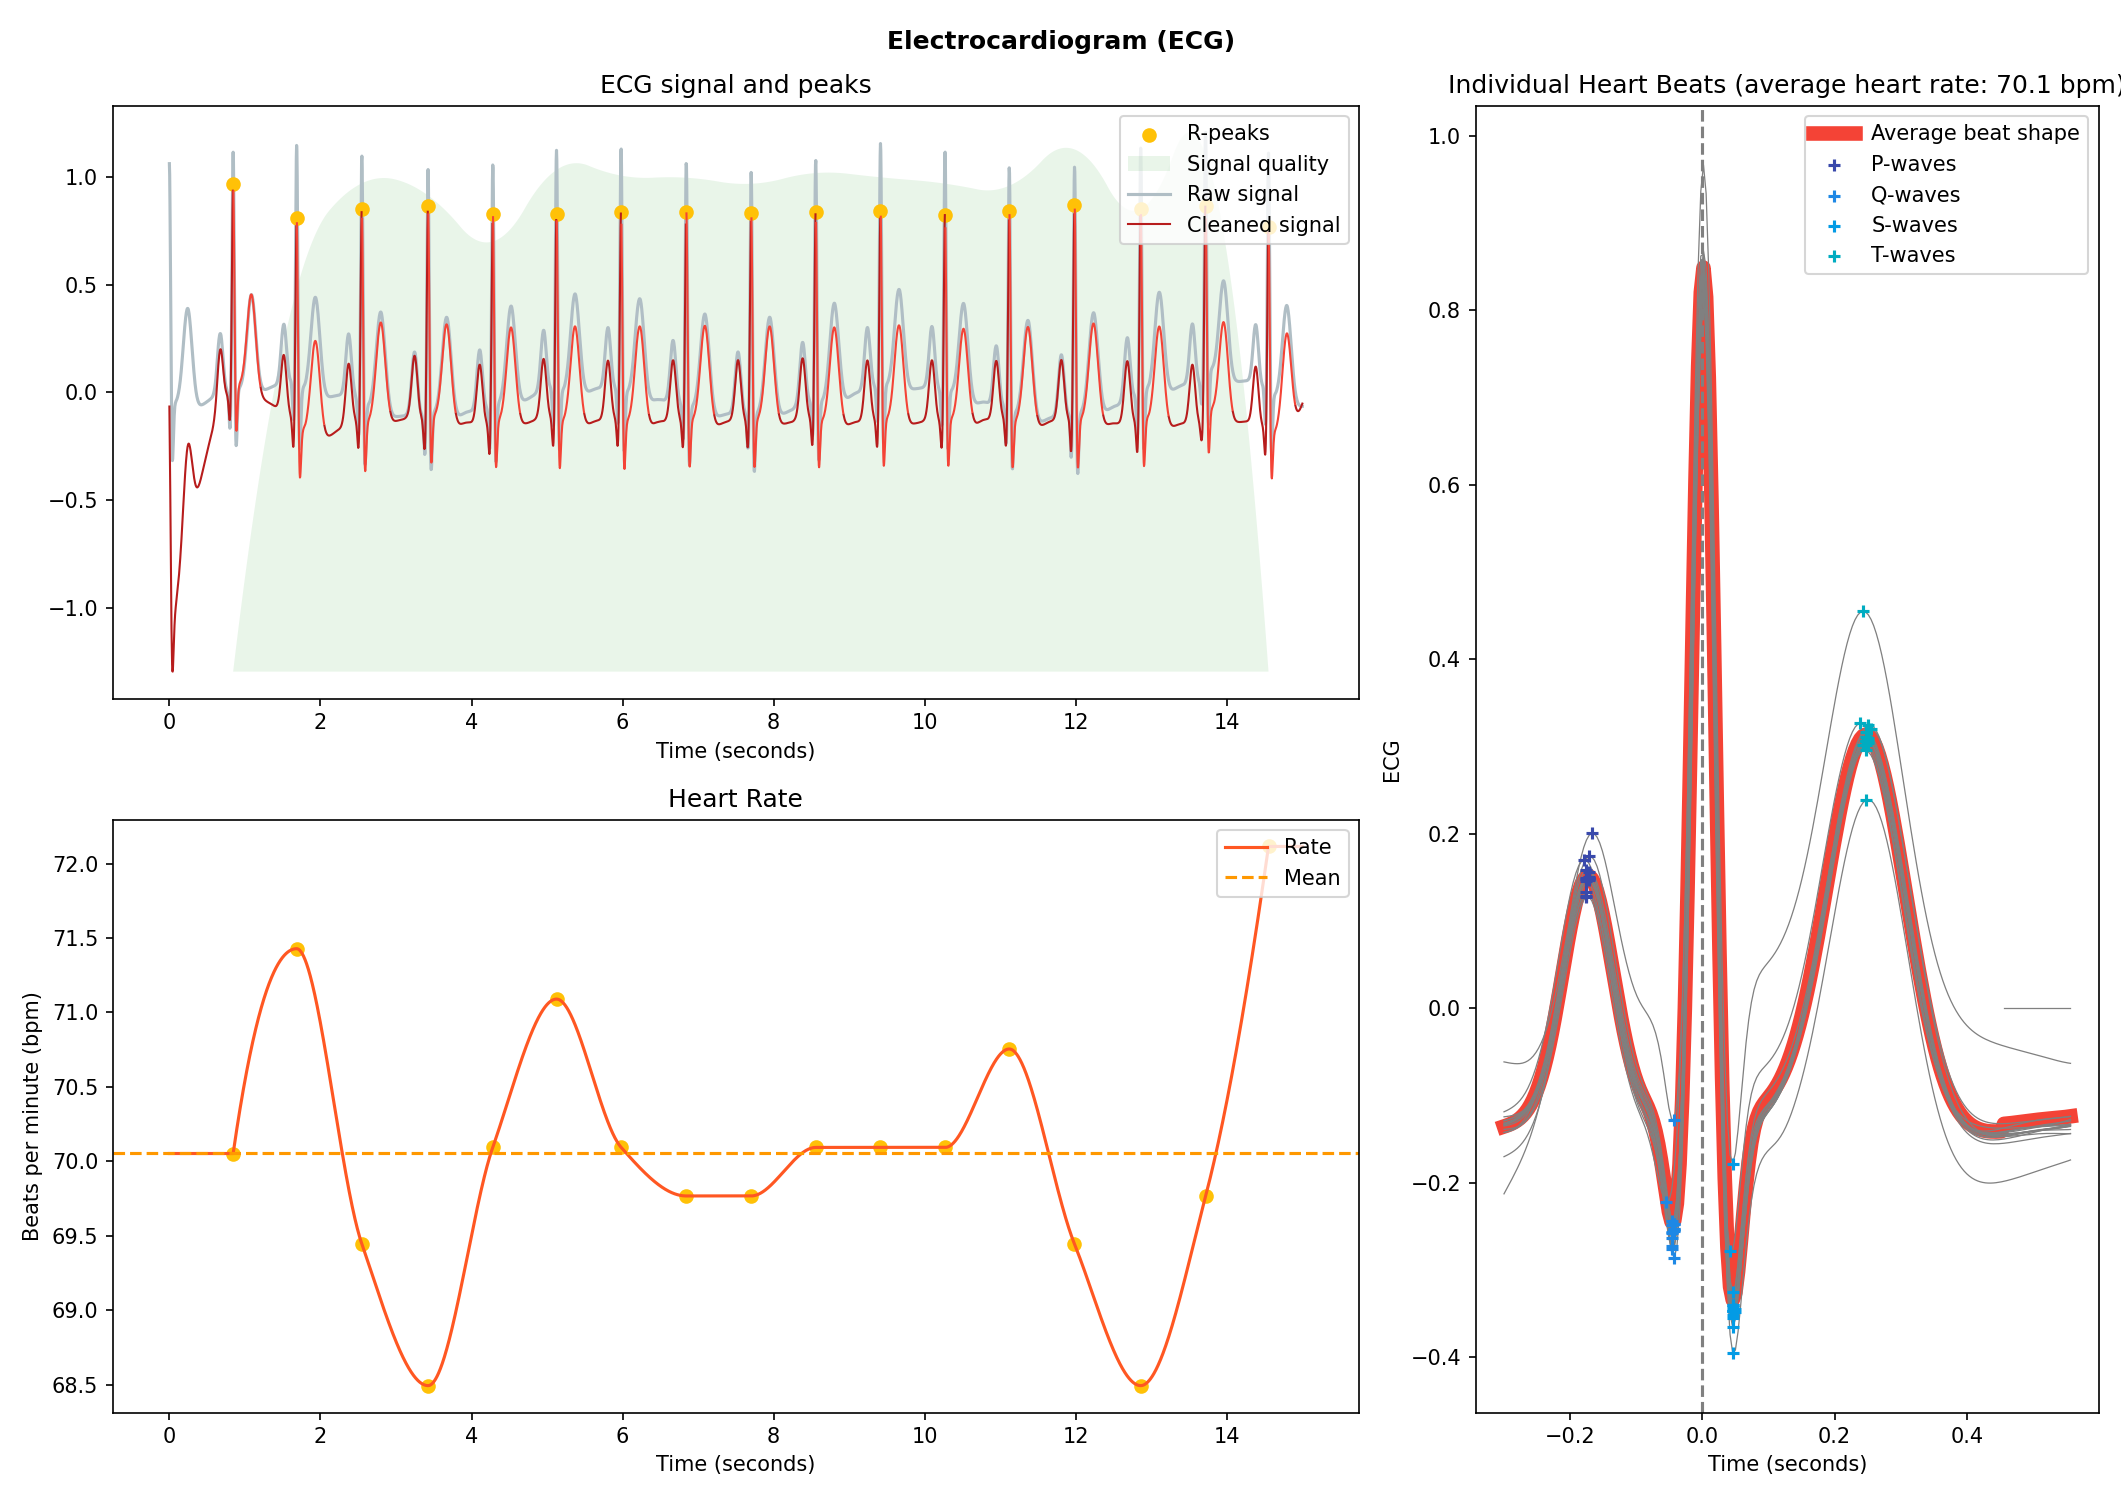 Electrocardiogram (ECG)
ECG signal and peaks
R-peaks
Signal quality
Raw signal
Cleaned signal
1.0
0.5
0.0
−0.5
−1.0
0 2 4 6 8 10 12 14
Time (seconds)
Heart Rate
Rate
Mean
Beats per minute (bpm)
72.0
71.5
71.0
70.5
70.0
69.5
69.0
68.5
0 2 4 6 8 10 12 14
Time (seconds)
Individual Heart Beats (average heart rate: 70.1 bpm)
Average beat shape
P-waves
Q-waves
S-waves
T-waves
ECG
1.0
0.8
0.6
0.4
0.2
0.0
−0.2
−0.4
−0.2 0.0 0.2 0.4
Time (seconds)